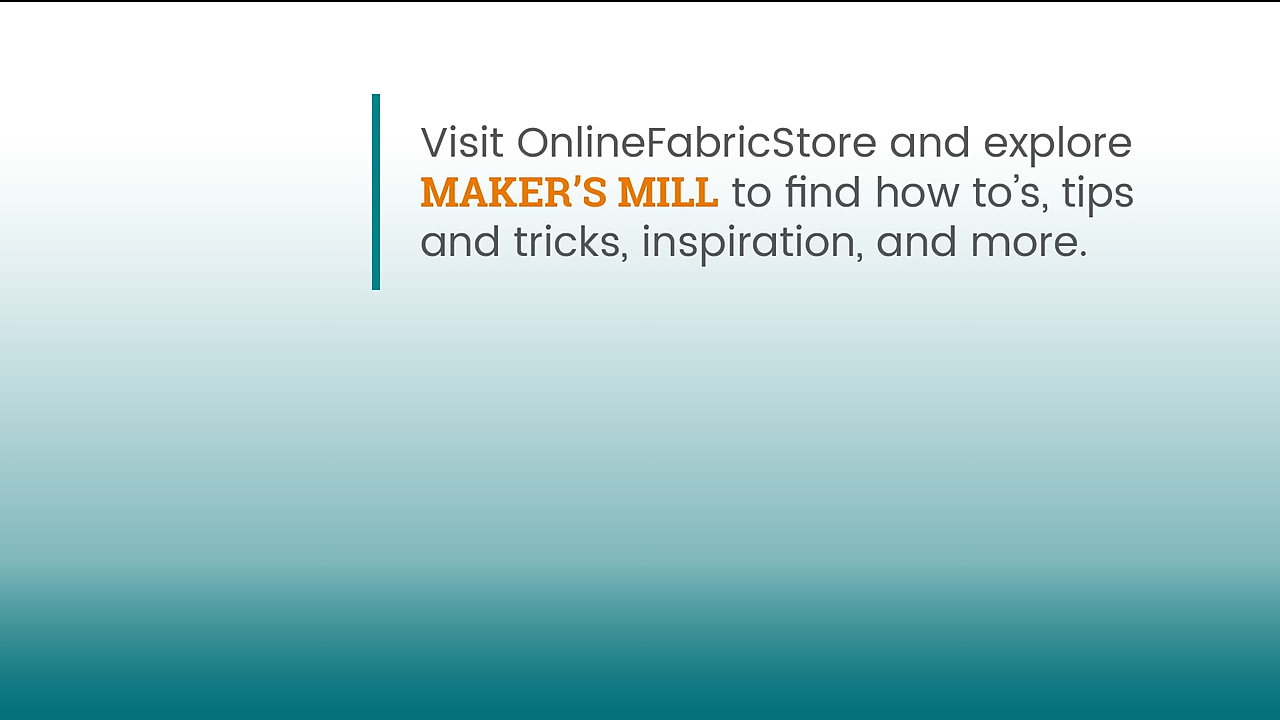 Visit OnlineFabricStore and explore
MAKER’S MILL to find how to’s, tips
and tricks, inspiration, and more.